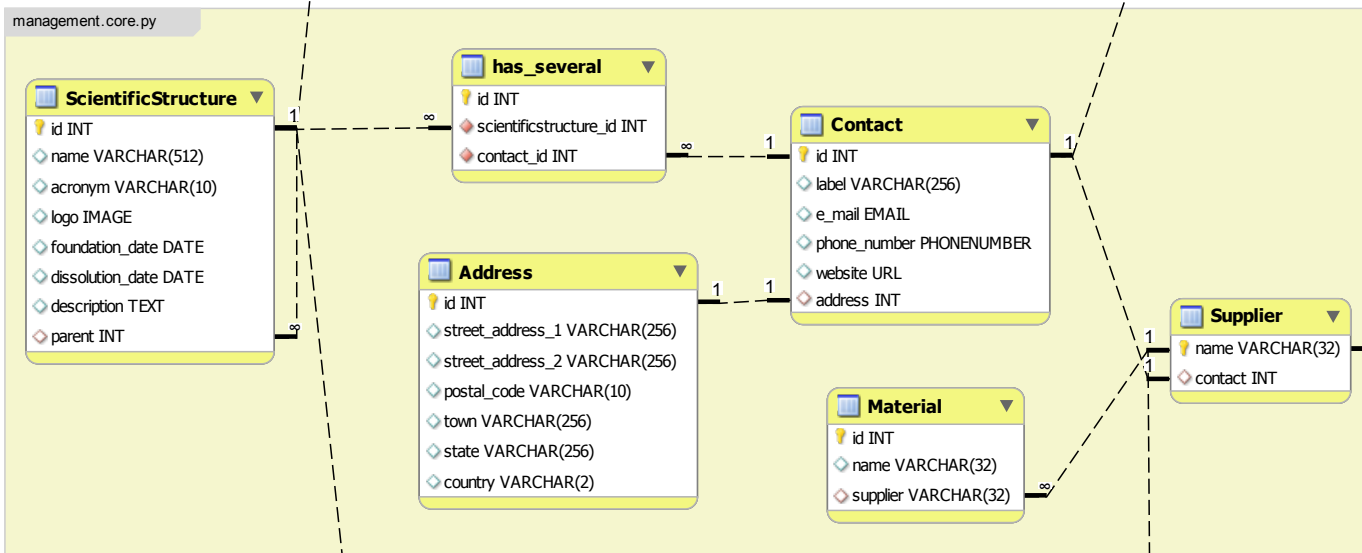 management.core.py
ScientificStructure
id INT
name VARCHAR(512)
acronym VARCHAR(10)
logo IMAGE
foundation_date DATE
dissolution_date DATE
description TEXT
parent INT
1
∞
has_several
id INT
scientificstructure_id INT
contact_id INT
∞
∞
Contact
id INT
label VARCHAR(256)
e_mail EMAIL
phone_number PHONENUMBER
website URL
address INT
1
1
1
Address
id INT
street_address_1 VARCHAR(256)
street_address_2 VARCHAR(256)
postal_code VARCHAR(10)
town VARCHAR(256)
state VARCHAR(256)
country VARCHAR(2)
1
Material
id INT
name VARCHAR(32)
supplier VARCHAR(32)
∞
Supplier
name VARCHAR(32)
contact INT
1
1